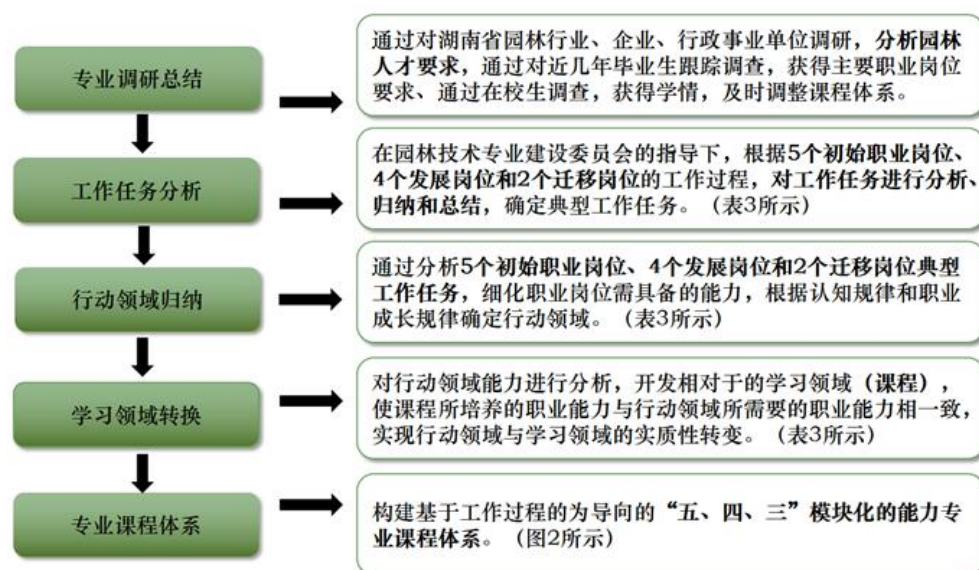 专业调研总结
通过对湖南省园林行业、企业、行政事业单位调研，分析园林
人才要求，通过对近几年毕业生跟踪调查，获得主要职业岗位
要求、通过在校生调查，获得学情，及时调整课程体系。
工作任务分析
在园林技术专业建设委员会的指导下，根据5个初始职业岗位、
4个发展岗位和2个迁移岗位的工作过程，对工作任务进行分析、
归纳和总结，确定典型工作任务。（表3所示）
行动领域归纳
通过分析5个初始职业岗位、4个发展岗位和2个迁移岗位典型
工作任务，细化职业岗位需具备的能力，根据认知规律和职业
成长规律确定行动领域。（表3所示）
学习领域转换
对行动领域能力进行分析，开发相对于的学习领域（课程），
使课程所培养的职业能力与行动领域所需要的职业能力相一致，
实现行动领域与学习领域的实质性转变。（表3所示）
专业课程体系
构建基于工作过程的为导向的“五、四、三”模块化的能力专
业课程体系。（图2所示）